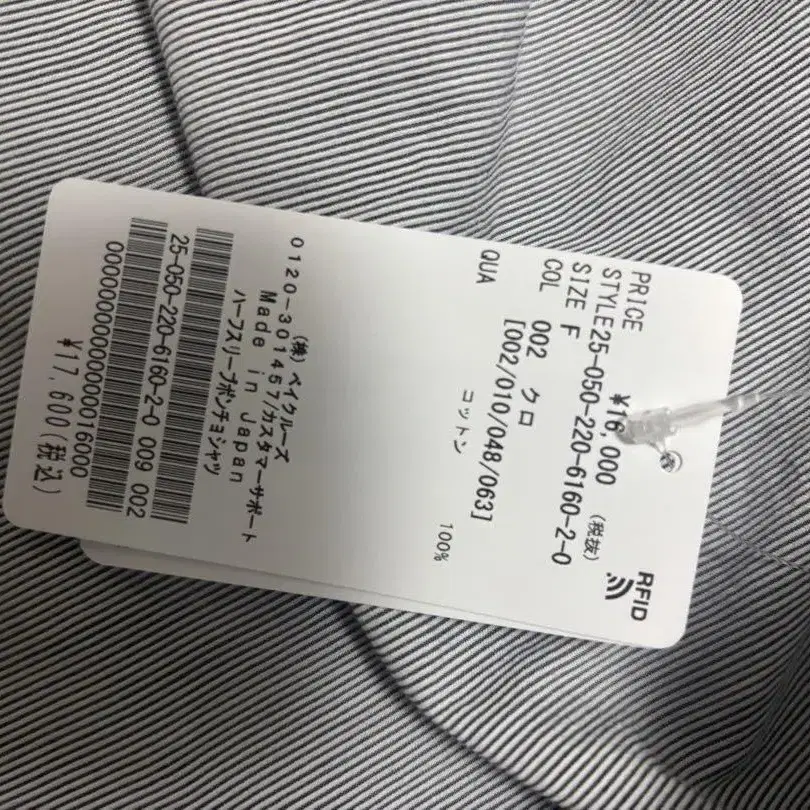 RFID
PRICE ¥16,000 (税抜)
STYLE25-050-220-6160-2-0
SIZE F
COL 002 クロ
[002/010/048/063]
QUA コットン 100%
(株)ベイクルーズ
0120-301457/カスタマーサポート
Made in Japan
ハーフスリーブポンチョシャツ
25-050-220-6160-2-0 009 002
0000000000000000016000
¥17,600(税込)